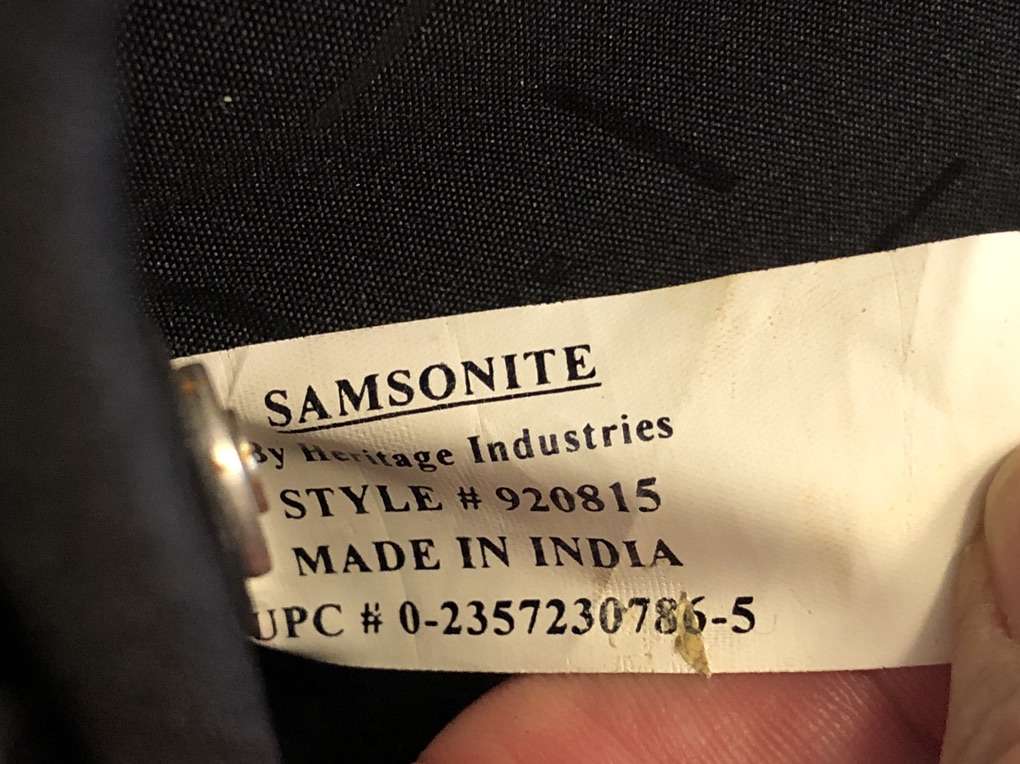 SAMSONITE
By Heritage Industries
STYLE # 920815
MADE IN INDIA
UPC # 0-2357230786-5